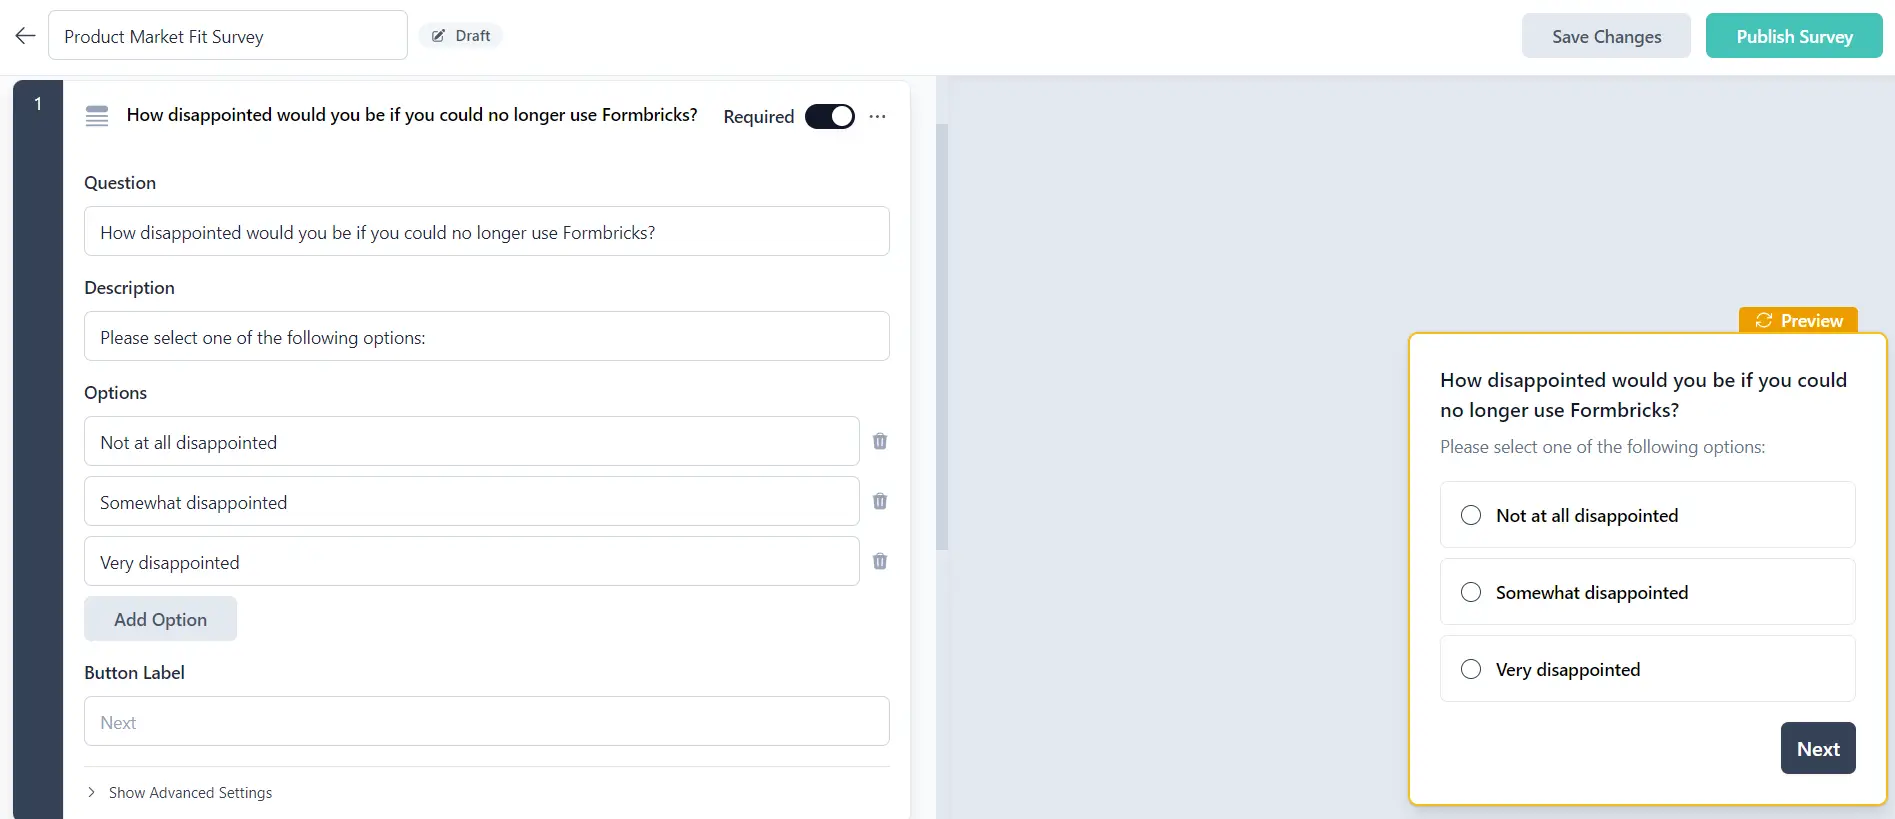 Product Market Fit Survey
Draft
Save Changes
Publish Survey
1
How disappointed would you be if you could no longer use Formbricks?
Required
Question
How disappointed would you be if you could no longer use Formbricks?
Description
Please select one of the following options:
Options
Not at all disappointed
Somewhat disappointed
Very disappointed
Add Option
Button Label
Next
Show Advanced Settings
Preview
How disappointed would you be if you could
no longer use Formbricks?
Please select one of the following options:
Not at all disappointed
Somewhat disappointed
Very disappointed
Next